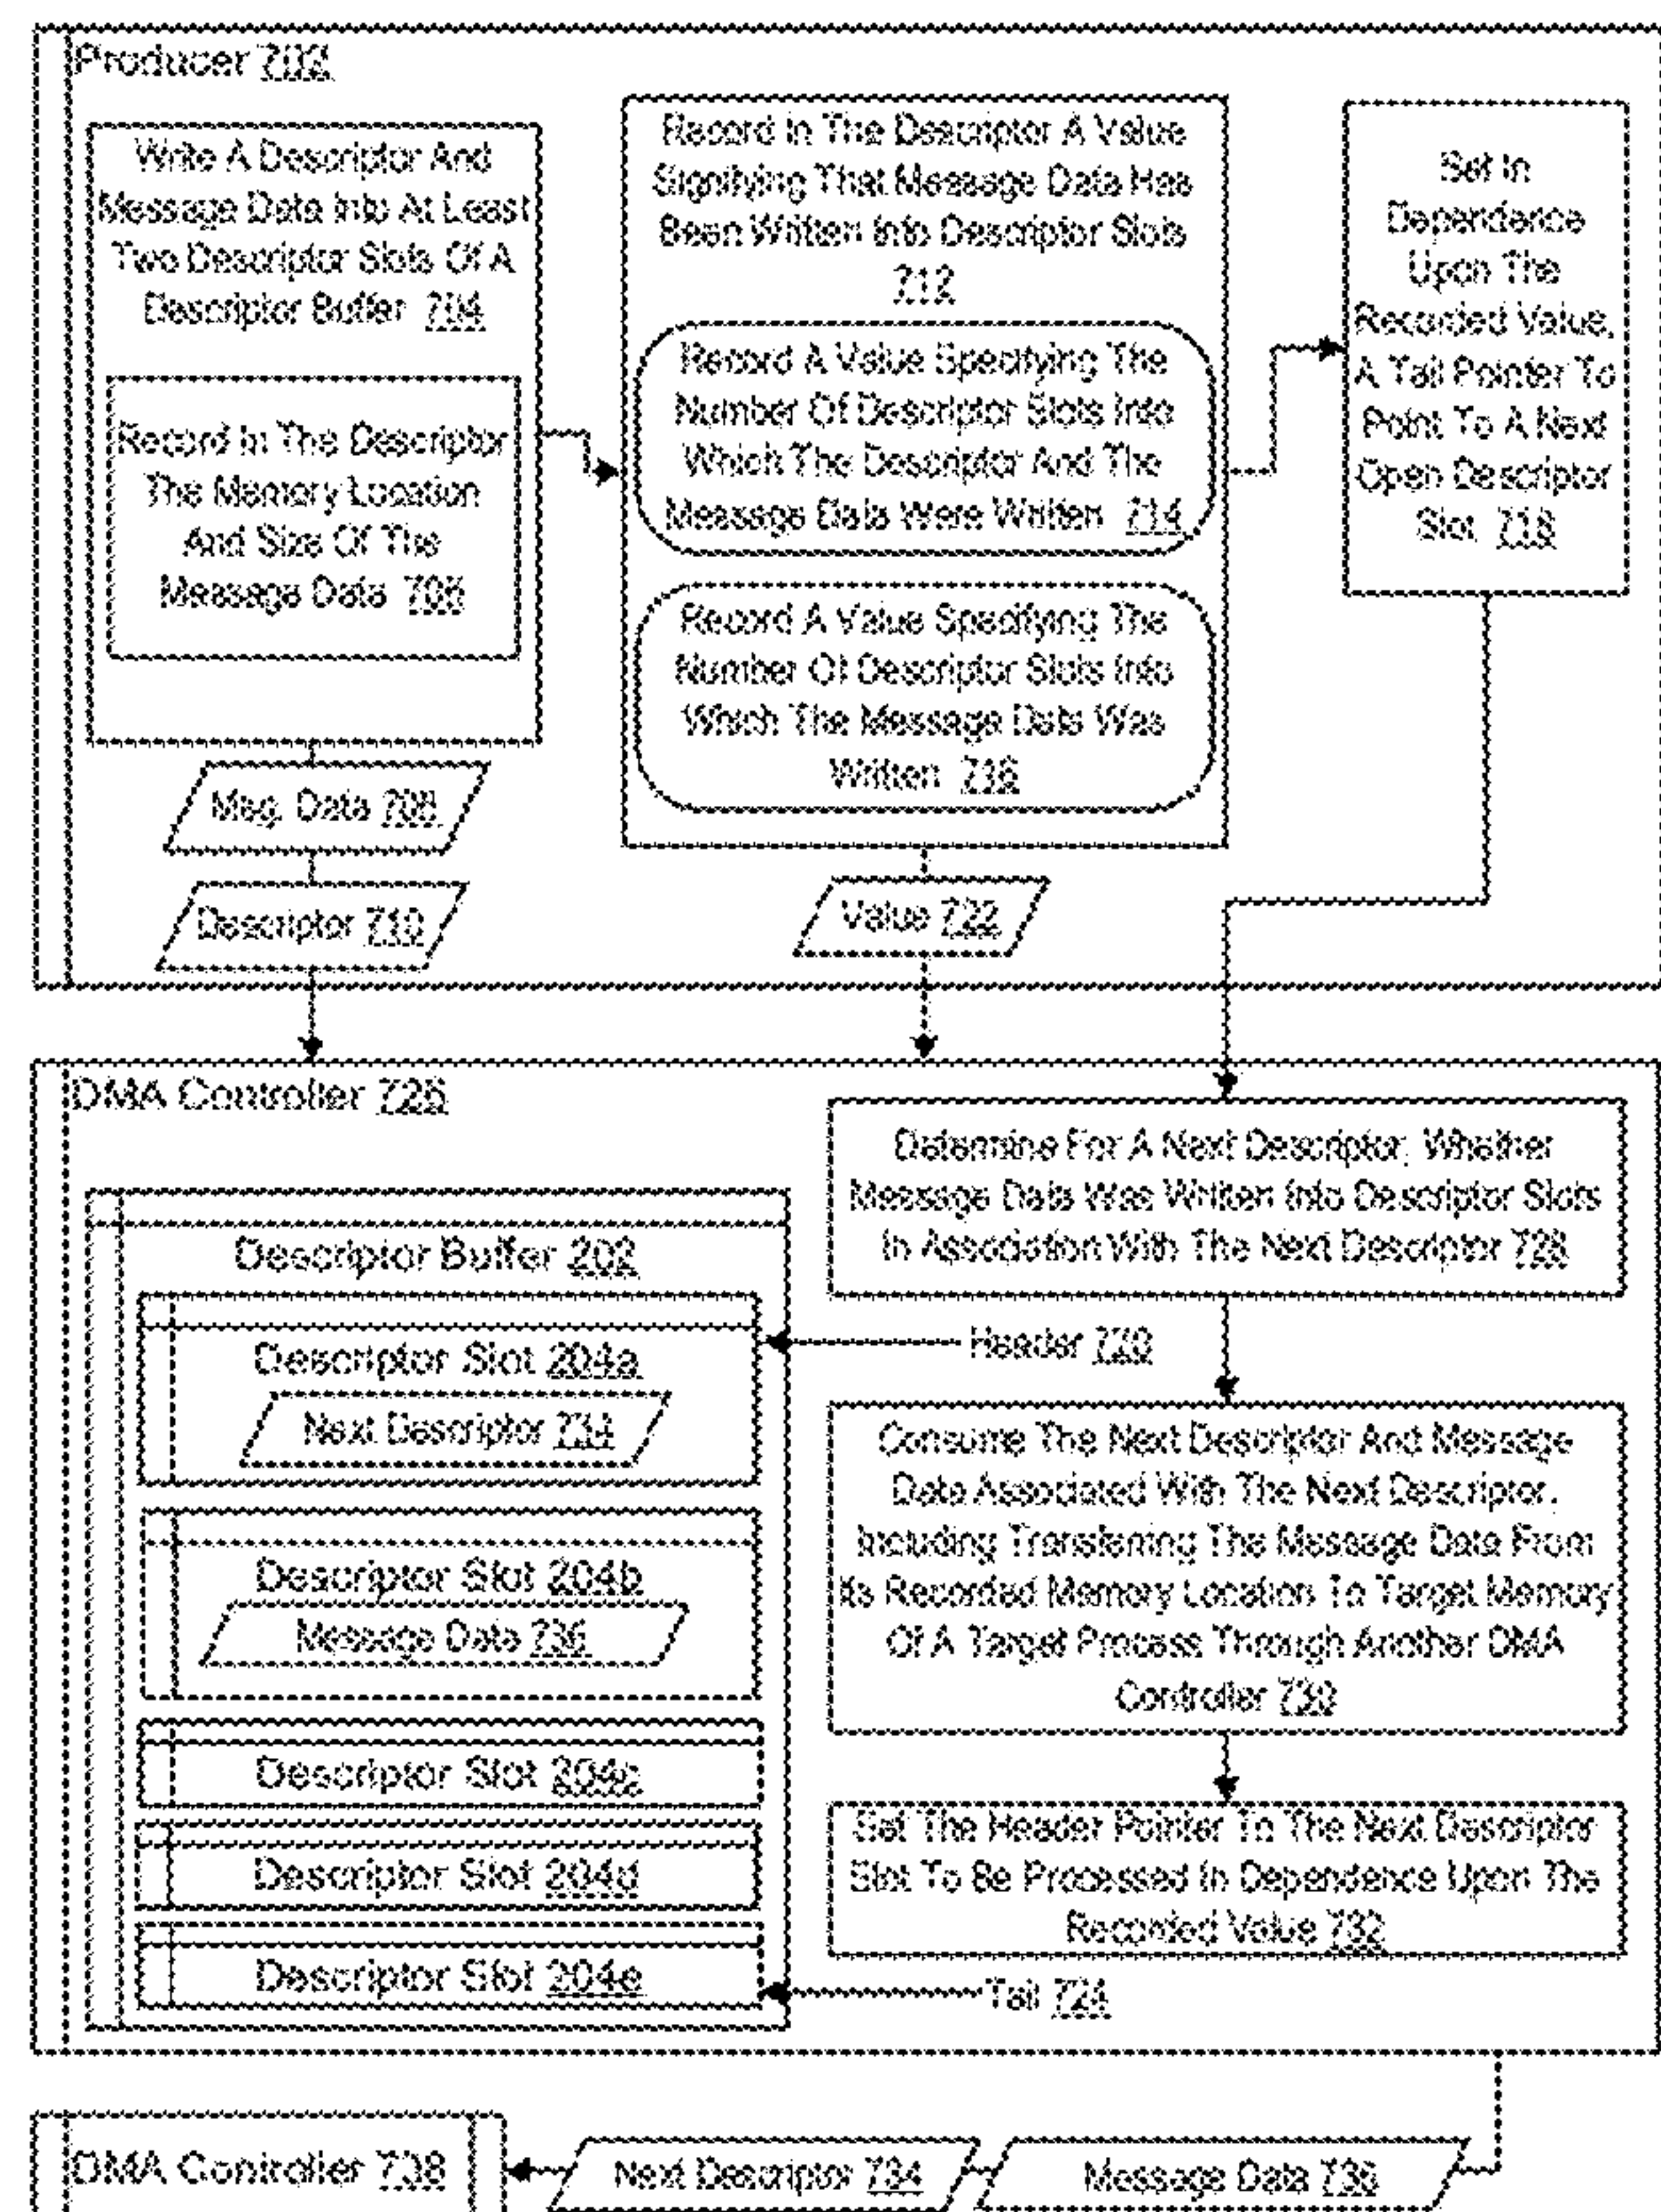 Producer 702
Write A Descriptor And
Message Data Into At Least
Two Descriptor Slots Of A
Descriptor Buffer 704
Record In The Descriptor
The Memory Location
And Size Of The
Message Data 706
Msg. Data 708
Descriptor 710
Record In The Descriptor A Value
Signifying That Message Data Has
Been Written Into Descriptor Slots
712
Record A Value Specifying The
Number Of Descriptor Slots Into
Which The Descriptor And The
Message Data Were Written 714
Record A Value Specifying The
Number Of Descriptor Slots Into
Which The Message Data Was
Written 716
Value 722
Set In
Dependence
Upon The
Recorded Value,
A Tail Pointer To
Point To A Next
Open Descriptor
Slot 718
DMA Controller 726
Descriptor Buffer 202
Descriptor Slot 204a
Next Descriptor 734
Descriptor Slot 204b
Message Data 736
Descriptor Slot 204c
Descriptor Slot 204d
Descriptor Slot 204e
Determine For A Next Descriptor, Whether
Message Data Was Written Into Descriptor Slots
In Association With The Next Descriptor 728
Header 720
Consume The Next Descriptor And Message
Data Associated With The Next Descriptor,
Including Transferring The Message Data From
Its Recorded Memory Location To Target Memory
Of A Target Process Through Another DMA
Controller 730
Set The Header Pointer To The Next Descriptor
Slot To Be Processed In Dependence Upon The
Recorded Value 732
Tail 724
DMA Controller 738
Next Descriptor 734
Message Data 736